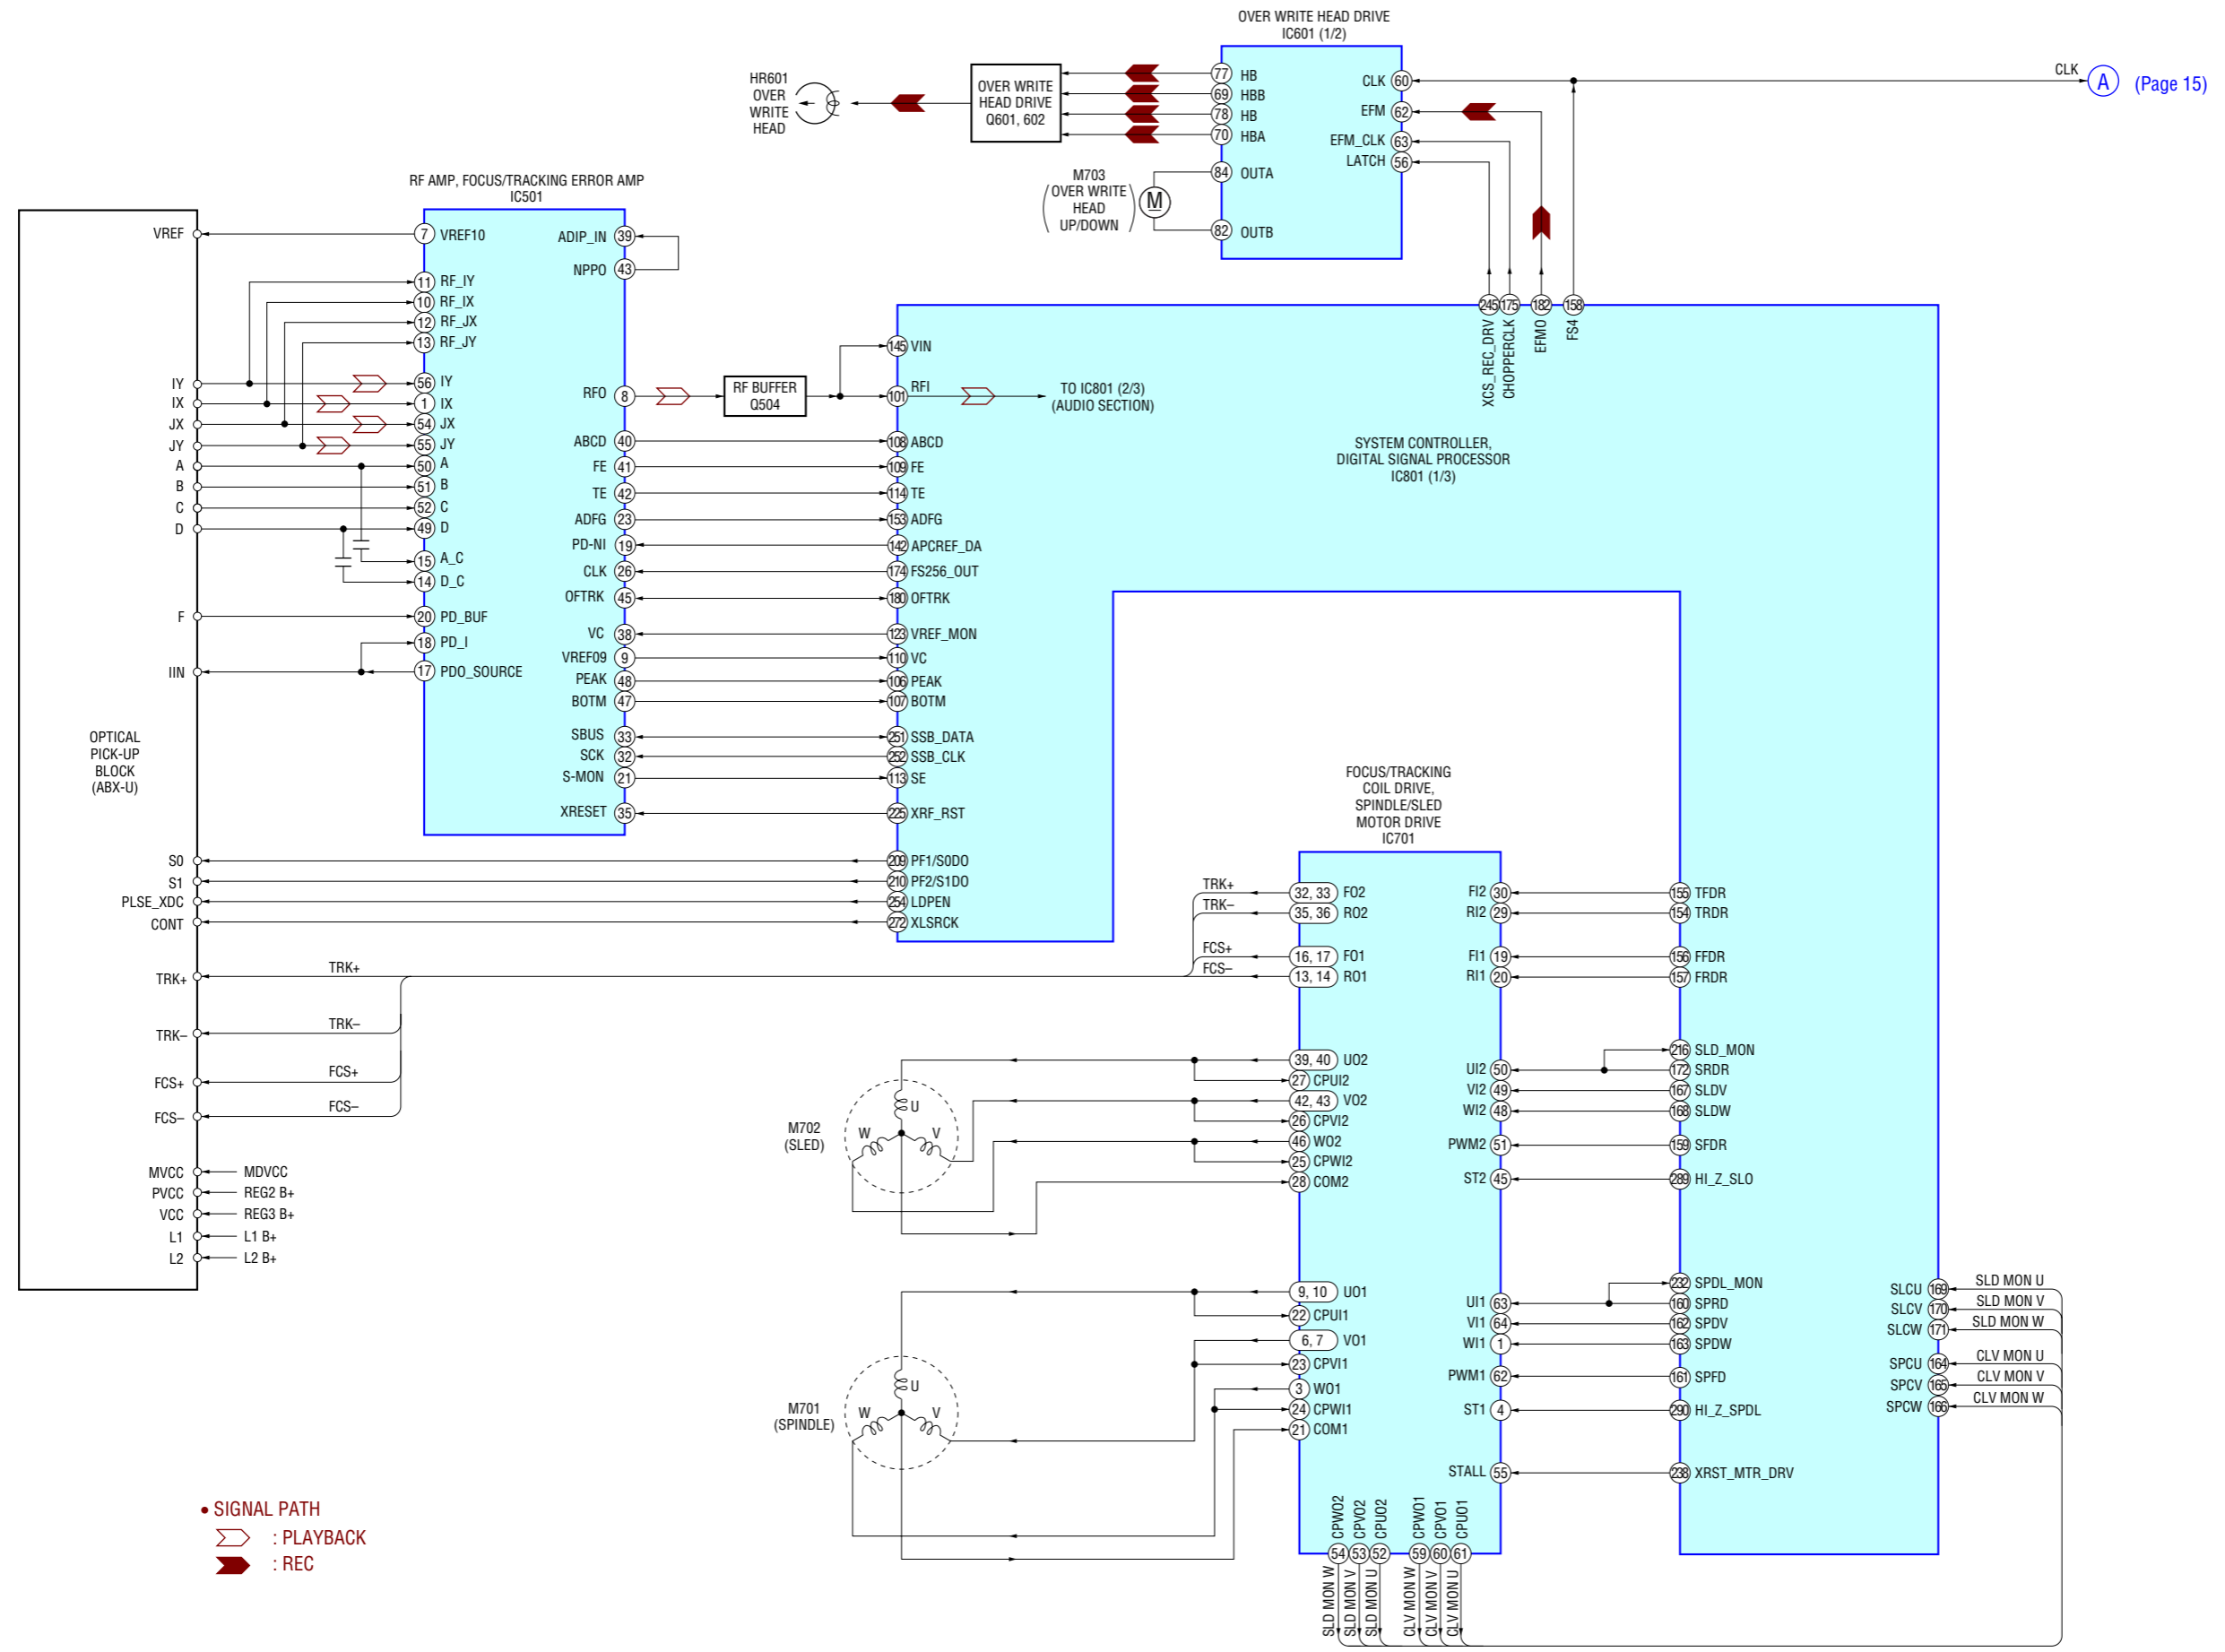 OVER WRITE HEAD DRIVE
IC601 (1/2)
HR601
OVER
WRITE
HEAD
OVER WRITE
HEAD DRIVE
Q601, 602
77 HB
69 HBB
78 HB
70 HBA
84 OUTA
82 OUTB
CLK 60
EFM 62
EFM_CLK 63
LATCH 56
CLK
A (Page 15)
M703
(OVER WRITE
HEAD
UP/DOWN)
M
RF AMP, FOCUS/TRACKING ERROR AMP
IC501
VREF
IY
IX
JX
JY
A
B
C
D
F
IIN
OPTICAL
PICK-UP
BLOCK
(ABX-U)
S0
S1
PLSE_XDC
CONT
TRK+
TRK–
FCS+
FCS–
MVCC
PVCC
VCC
L1
L2
MDVCC
REG2 B+
REG3 B+
L1 B+
L2 B+
TRK+
TRK–
FCS+
FCS–
7 VREF10
11 RF_IY
10 RF_IX
12 RF_JX
13 RF_JY
56 IY
1 IX
54 JX
55 JY
50 A
51 B
52 C
49 D
15 A_C
14 D_C
20 PD_BUF
18 PD_I
17 PDO_SOURCE
ADIP_IN 39
NPPO 43
RFO 8
ABCD 40
FE 41
TE 42
ADFG 23
PD-NI 19
CLK 26
OFTRK 45
VC 38
VREF09 9
PEAK 48
BOTM 47
SBUS 33
SCK 32
S-MON 21
XRESET 35
RF BUFFER
Q504
145 VIN
101 RFI
TO IC801 (2/3)
(AUDIO SECTION)
108 ABCD
109 FE
114 TE
153 ADFG
142 APCREF_DA
174 FS256_OUT
180 OFTRK
123 VREF_MON
110 VC
106 PEAK
107 BOTM
251 SSB_DATA
252 SSB_CLK
113 SE
225 XRF_RST
209 PF1/S0DO
210 PF2/S1DO
254 LDPEN
272 XLSRCK
245 XCS_REC_DRV
175 CHOPPERCLK
182 EFMO
158 FS4
SYSTEM CONTROLLER,
DIGITAL SIGNAL PROCESSOR
IC801 (1/3)
FOCUS/TRACKING
COIL DRIVE,
SPINDLE/SLED
MOTOR DRIVE
IC701
TRK+
TRK–
FCS+
FCS–
32, 33 FO2
35, 36 RO2
16, 17 FO1
13, 14 RO1
39, 40 UO2
27 CPUI2
42, 43 VO2
26 CPVI2
46 WO2
25 CPWI2
28 COM2
9, 10 UO1
22 CPUI1
6, 7 VO1
23 CPVI1
3 WO1
24 CPWI1
21 COM1
FI2 30
RI2 29
FI1 19
RI1 20
UI2 50
VI2 49
WI2 48
PWM2 51
ST2 45
UI1 63
VI1 64
WI1 1
PWM1 62
ST1 4
STALL 55
155 TFDR
154 TRDR
156 FFDR
157 FRDR
216 SLD_MON
172 SRDR
167 SLDV
168 SLDW
159 SFDR
289 HI_Z_SLO
232 SPDL_MON
160 SPRD
162 SPDV
163 SPDW
161 SPFD
290 HI_Z_SPDL
238 XRST_MTR_DRV
SLCU 169 SLD MON U
SLCV 170 SLD MON V
SLCW 171 SLD MON W
SPCU 164 CLV MON U
SPCV 165 CLV MON V
SPCW 166 CLV MON W
M702
(SLED)
U
W
V
M701
(SPINDLE)
U
W
V
CPWO2 54 SLD MON W
CPVO2 53 SLD MON V
CPUO2 52 SLD MON U
CPWO1 59 CLV MON W
CPVO1 60 CLV MON V
CPUO1 61 CLV MON U
• SIGNAL PATH
: PLAYBACK
: REC